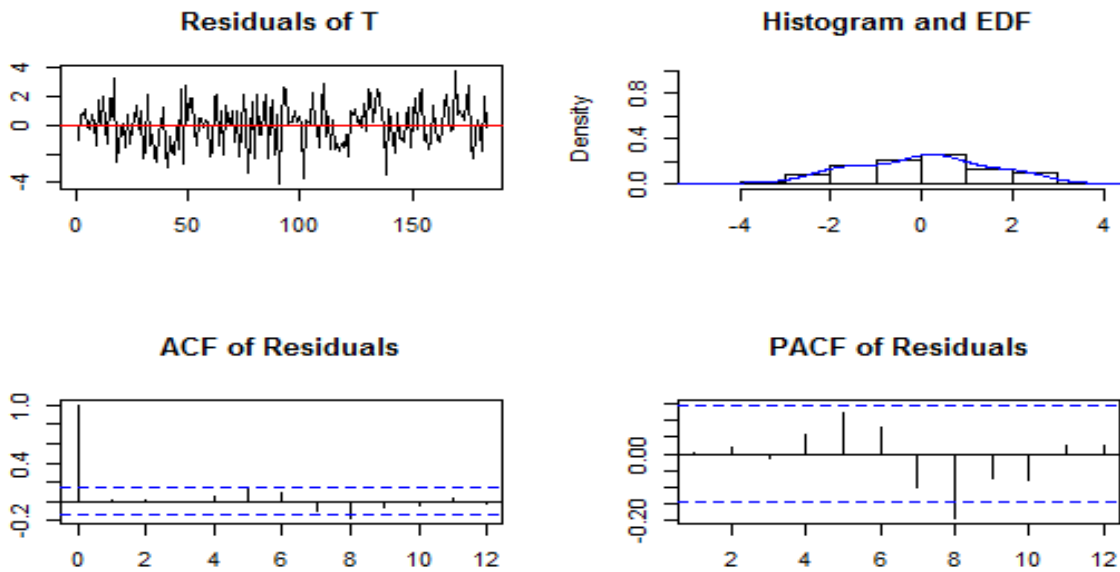 Residuals of T
4
2
0
-4
0 50 100 150
Histogram and EDF
Density
0.8
0.4
0.0
-4 -2 0 2 4
ACF of Residuals
1.0
0.4
-0.2
0 2 4 6 8 10 12
PACF of Residuals
0.00
-0.20
2 4 6 8 10 12